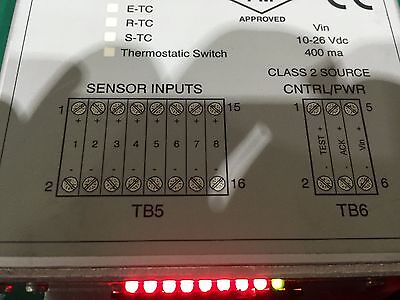 E-TC
R-TC
S-TC
Thermostatic Switch
APPROVED
Vin
10-26 Vdc
400 ma
CLASS 2 SOURCE
SENSOR INPUTS
CNTRL/PWR
1 15
+ + + + + + + +
1 2 3 4 5 6 7 8
- - - - - - - -
2 16
TB5
1 5
TEST + ACK + Vin +
2 6
TB6